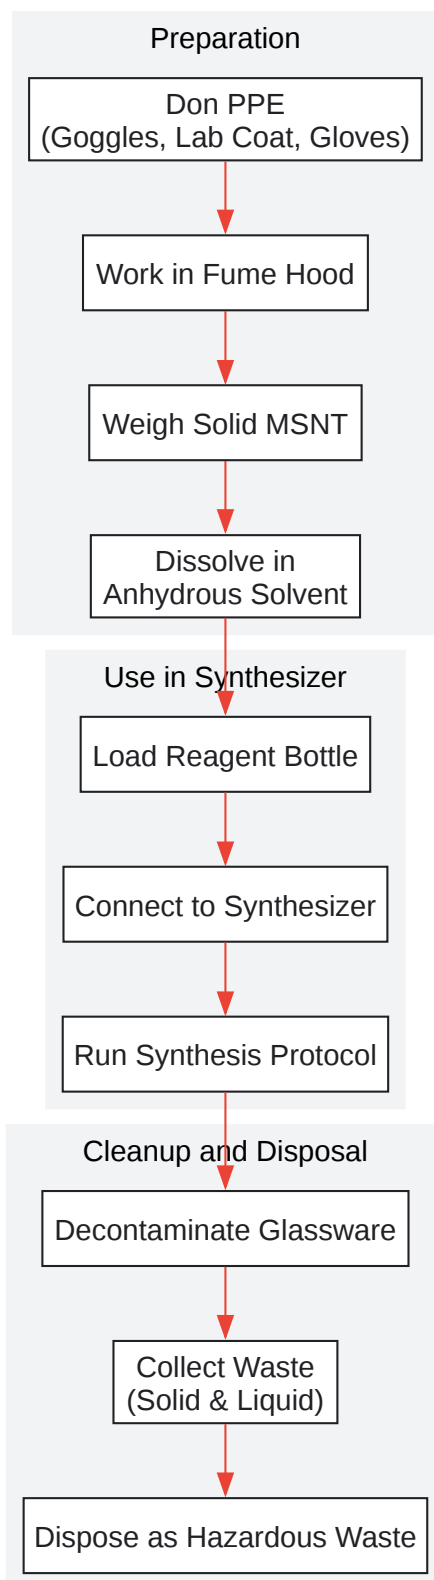 Preparation
Don PPE
(Goggles, Lab Coat, Gloves)
Work in Fume Hood
Weigh Solid MSNT
Dissolve in
Anhydrous Solvent
Use in Synthesizer
Load Reagent Bottle
Connect to Synthesizer
Run Synthesis Protocol
Cleanup and Disposal
Decontaminate Glassware
Collect Waste
(Solid & Liquid)
Dispose as Hazardous Waste